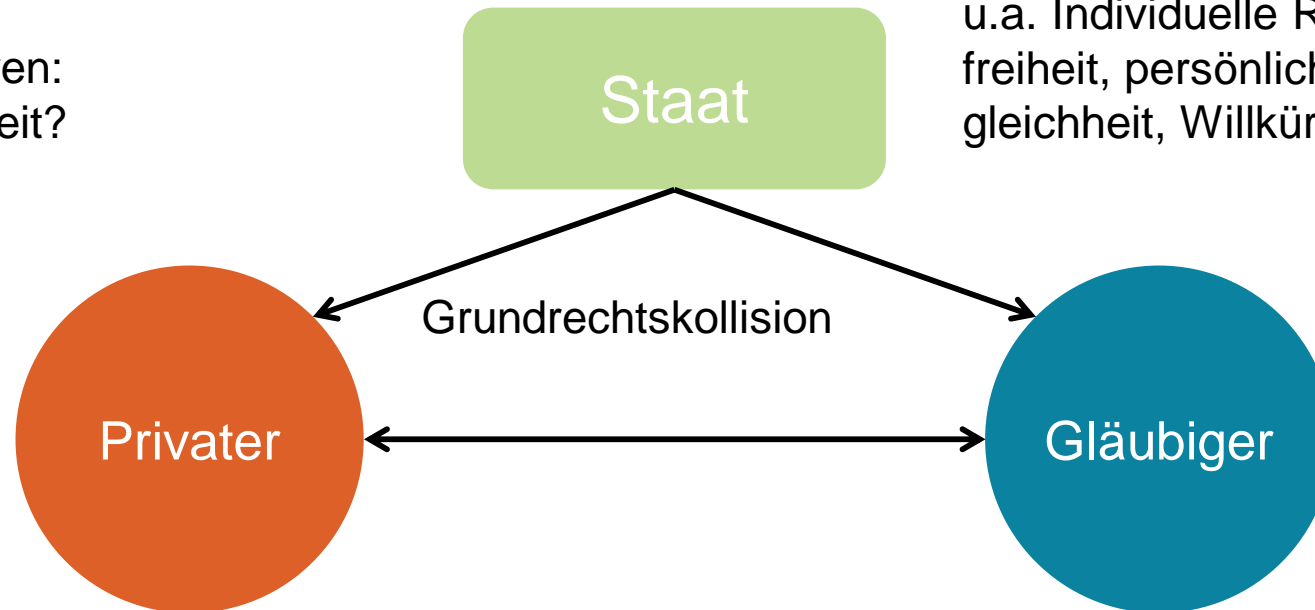 u.a. Individuelle
freiheit, persönlich
gleichheit, Willkür
en:
eit?
Staat
Grundrechtskollision
Privater
Gläubiger